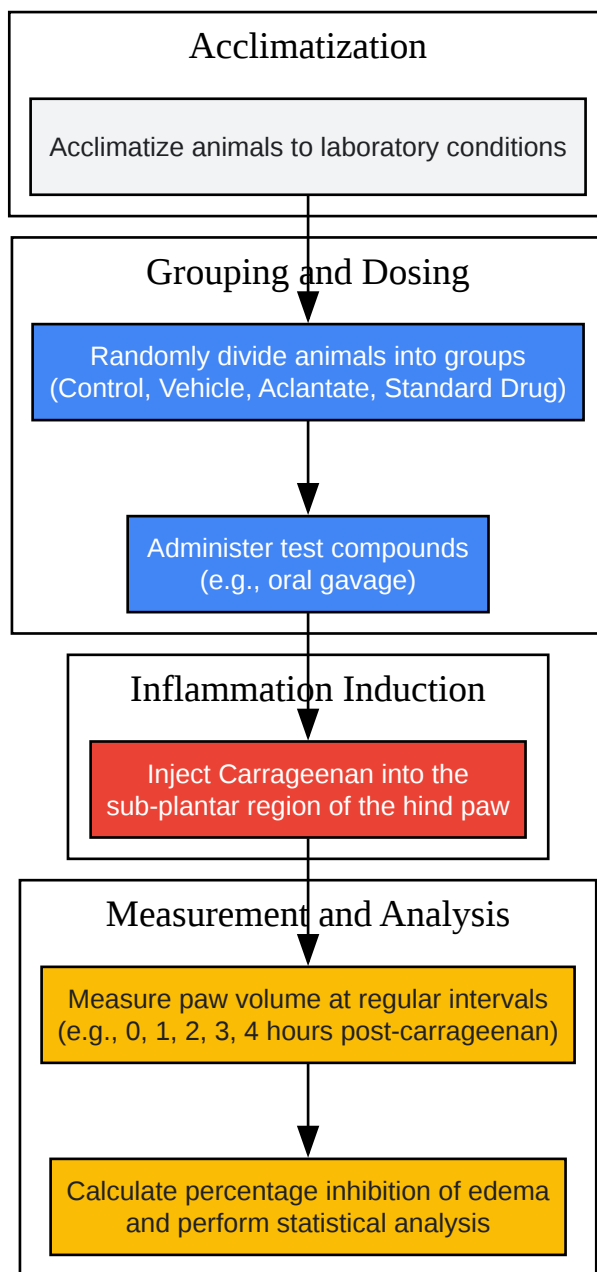 Acclimatization
Acclimatize animals to laboratory conditions
Grouping and Dosing
Randomly divide animals into groups
(Control, Vehicle, Aclantate, Standard Drug)
Administer test compounds
(e.g., oral gavage)
Inflammation Induction
Inject Carrageenan into the
sub-plantar region of the hind paw
Measurement and Analysis
Measure paw volume at regular intervals
(e.g., 0, 1, 2, 3, 4 hours post-carrageenan)
Calculate percentage inhibition of edema
and perform statistical analysis